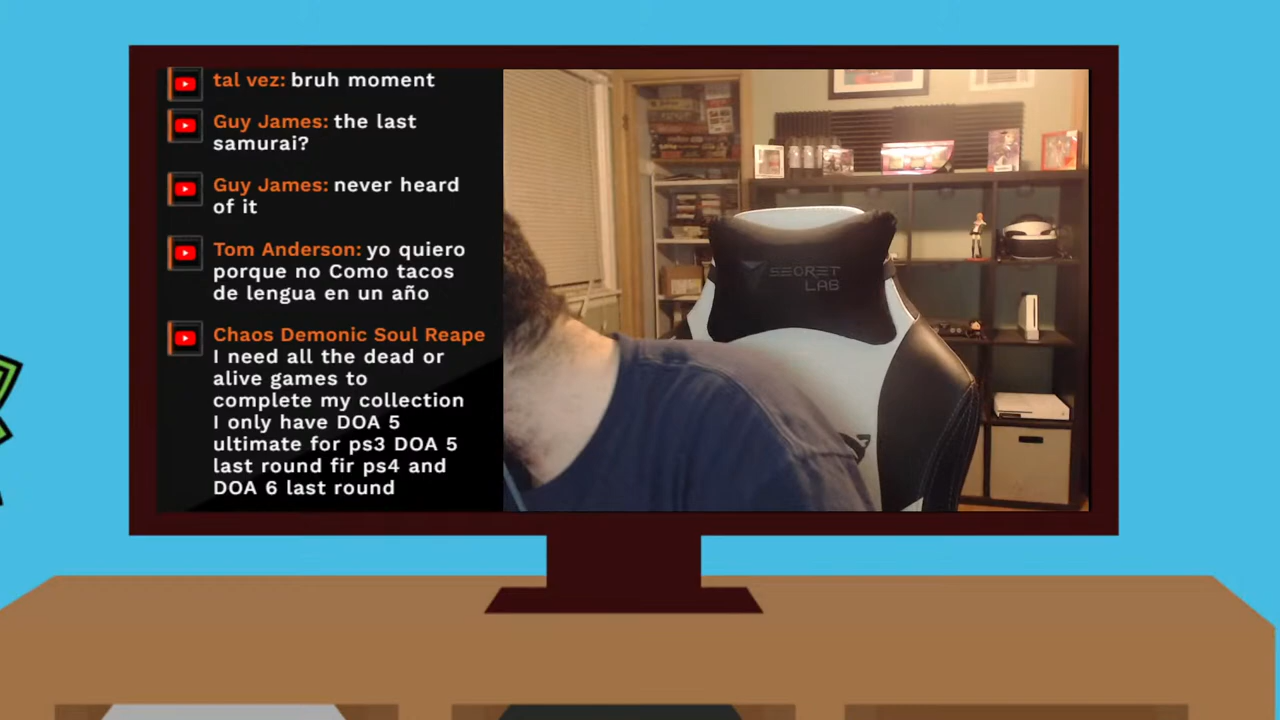 tal vez: bruh moment
Guy James: the last
samurai?
Guy James: never heard
of it
Tom Anderson: yo quiero
porque no Como tacos
de lengua en un año
Chaos Demonic Soul Reape
I need all the dead or
alive games to
complete my collection
I only have DOA 5
ultimate for ps3 DOA 5
last round fir ps4 and
DOA 6 last round
SECRET
LAB